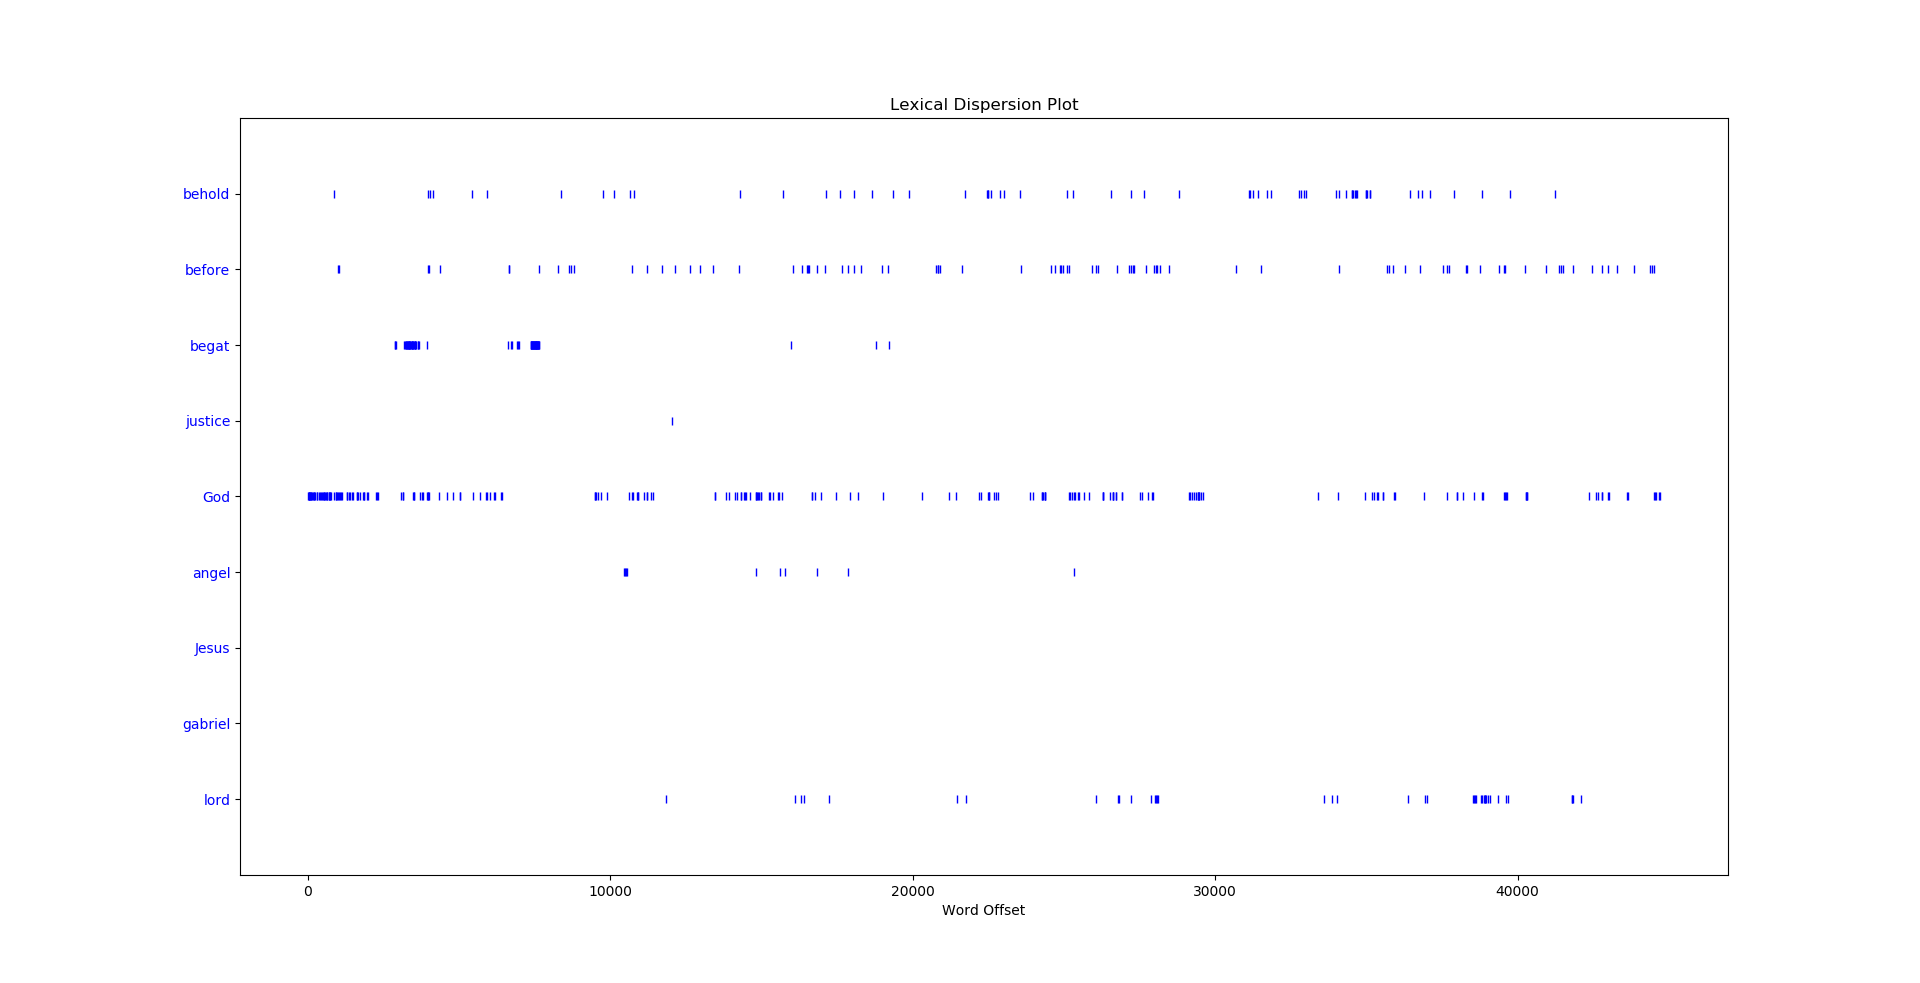 Lexical Dispersion Plot
behold
before
begat
justice
God
angel
Jesus
gabriel
lord
0 10000 20000 30000 40000
Word Offset